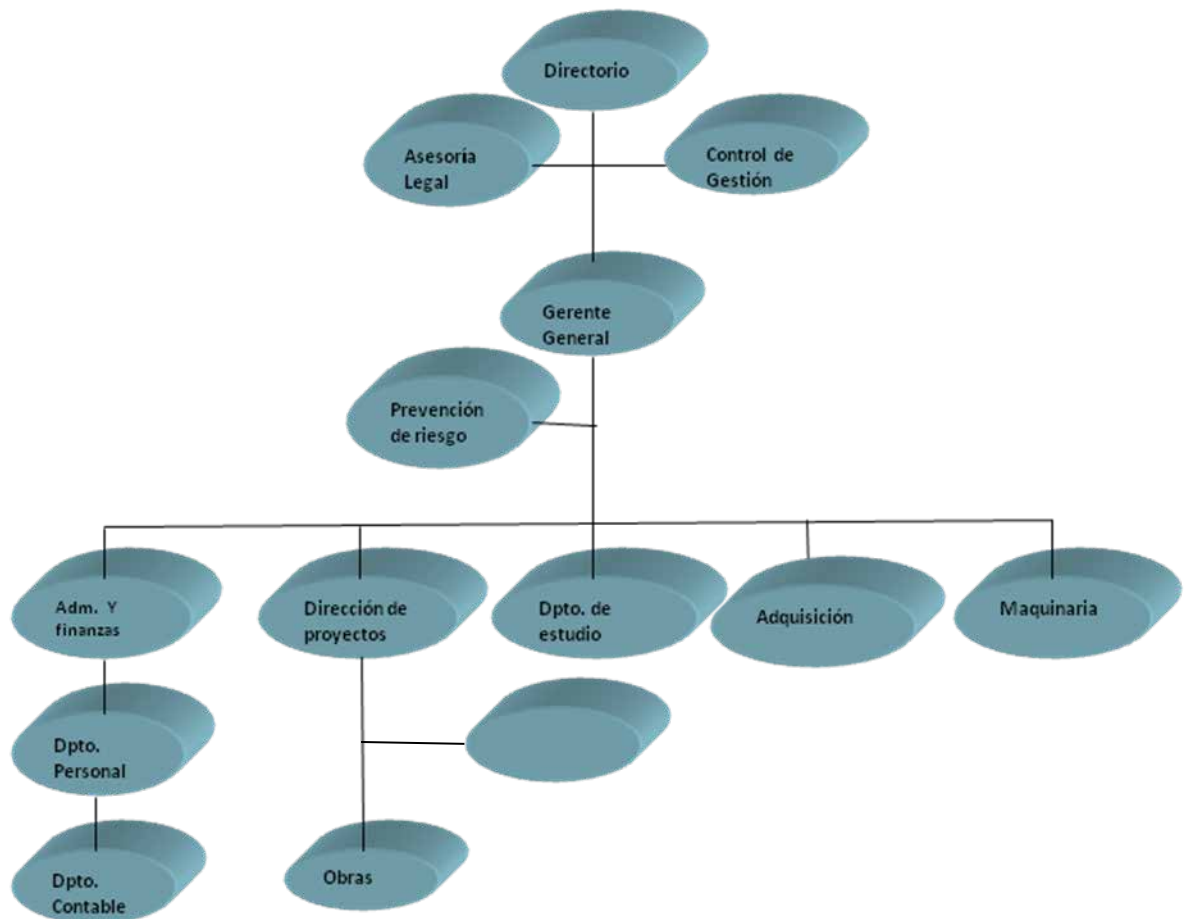 Directorio
Asesoría
Legal
Control de
Gestión
Gerente
General
Prevención
de riesgo
Adm. Y
finanzas
Dirección de
proyectos
Dpto. de
estudio
Adquisición
Maquinaria
Dpto.
Personal
Dpto.
Contable
Obras